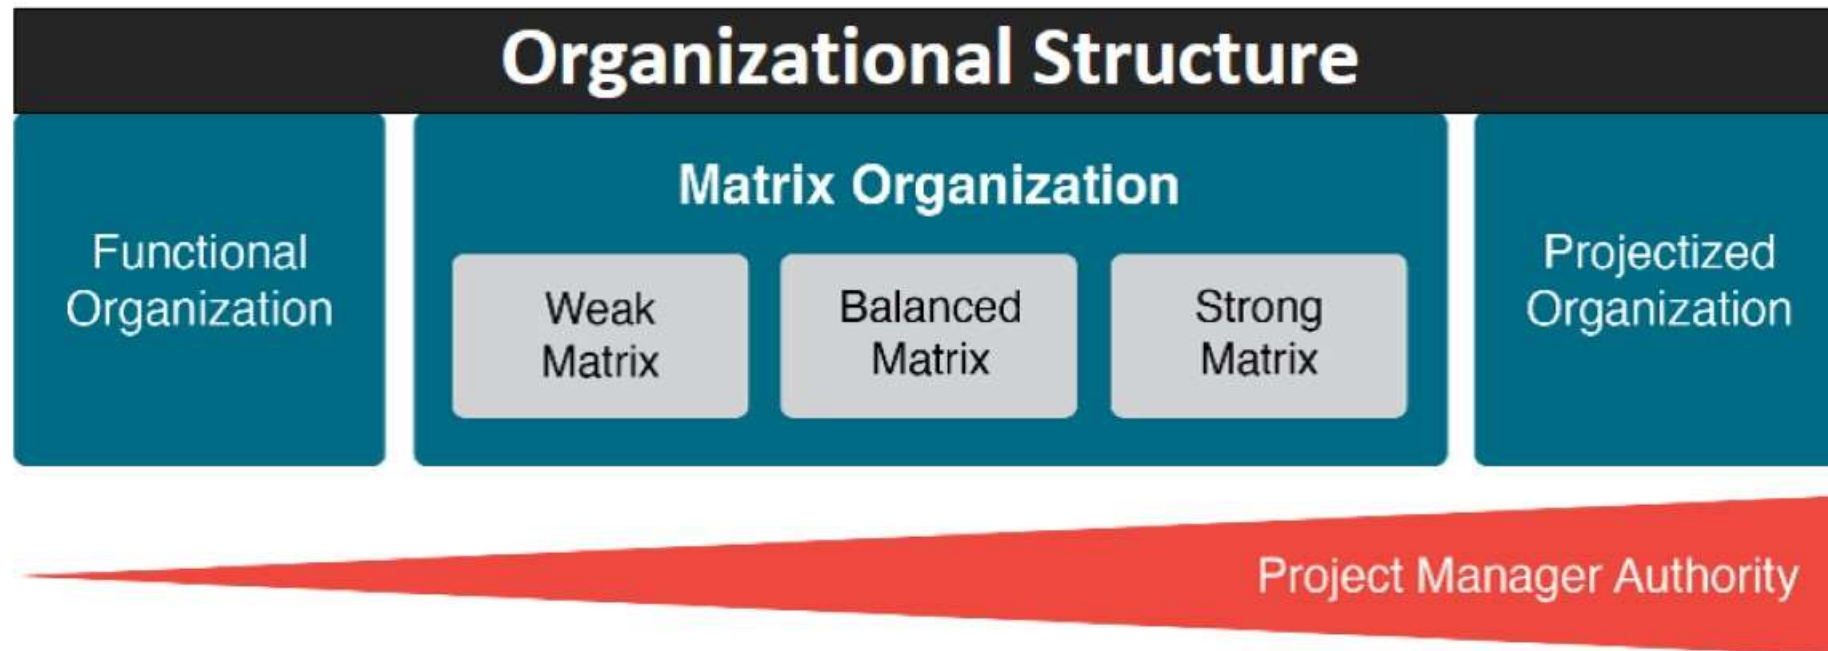 Organizational Structure
Functional
Organization
Matrix Organization
Weak
Matrix
Balanced
Matrix
Strong
Matrix
Projectized
Organization
Project Manager Authority